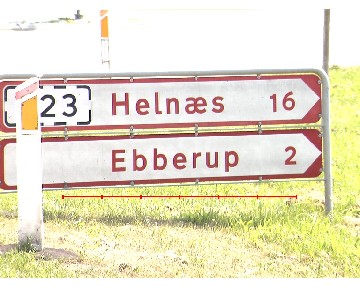 23 Helnæs 16
Ebberup 2